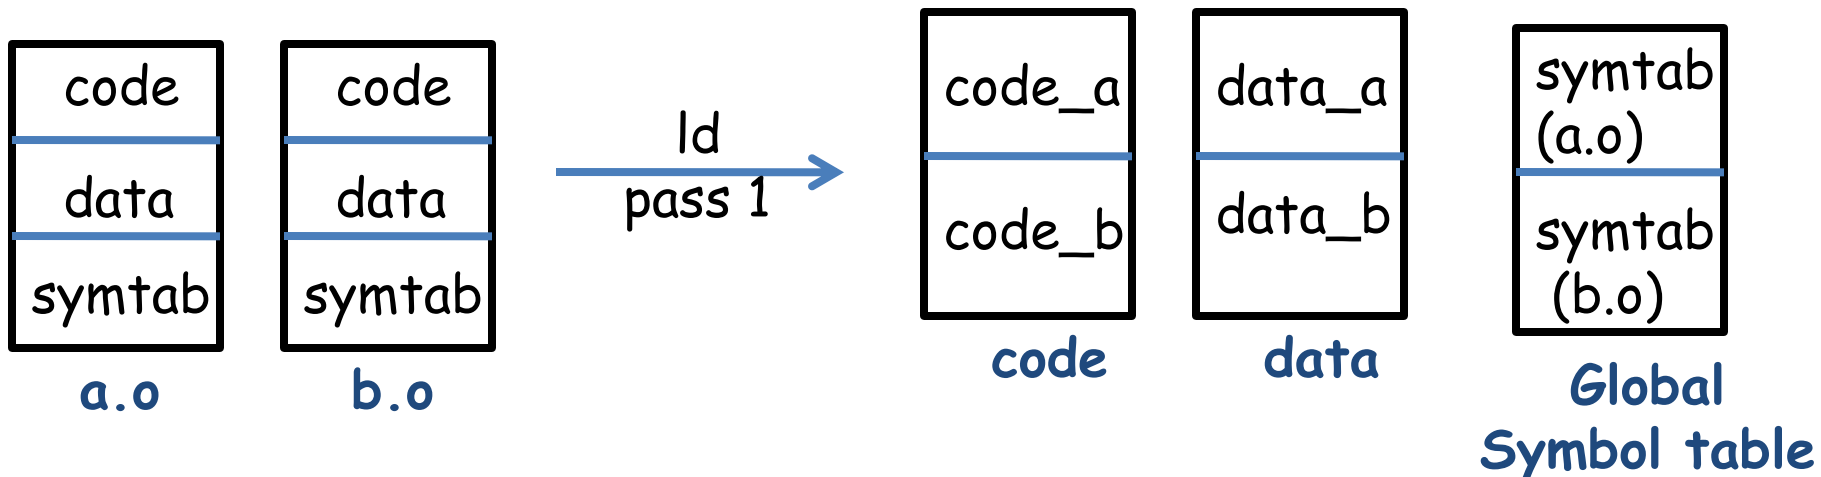 code
data
symtab
a.o
code
data
symtab
b.o
ld
pass 1
code_a
code_b
code
data_a
data_b
data
symtab
(a.o)
symtab
(b.o)
Global
Symbol table